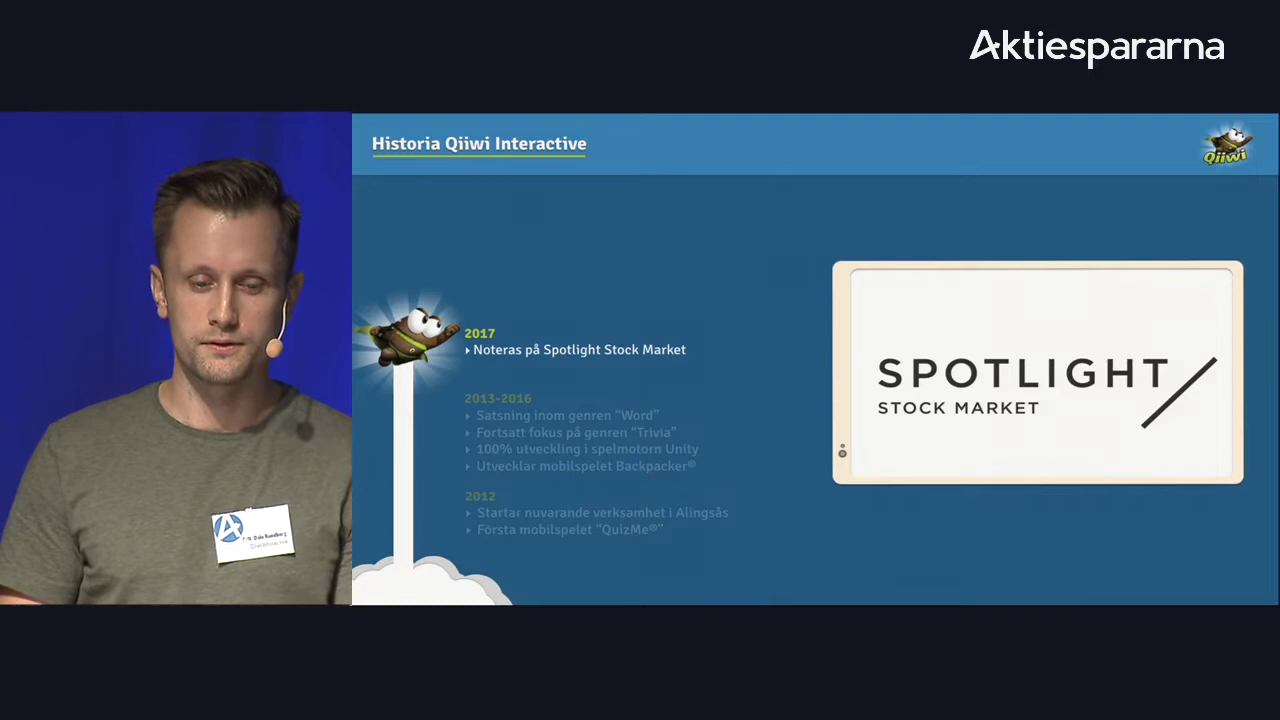 Aktiespararna
Historia Qiiwi Interactive
Qiiwi
2017
Noteras på Spotlight Stock Market
2013-2016
Satsning inom genren “Word”
Fortsatt fokus på genren “Trivia”
100% utveckling i spelmotorn Unity
Utvecklar mobilspelet Backpacker®
2012
Startar nuvarande verksamhet i Alingsås
Första mobilspelet “QuizMe®”
SPOTLIGHT
STOCK MARKET